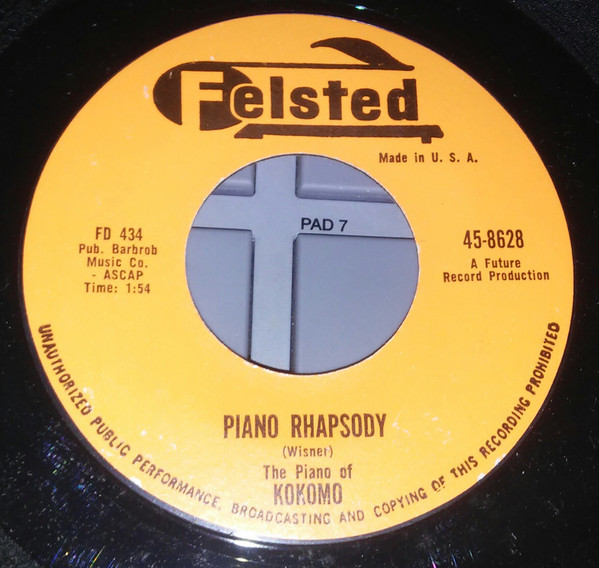 Felsted
Made in U. S. A.
FD 434
Pub. Barbrob
Music Co.
- ASCAP
Time: 1:54
PAD 7
45-8628
A Future
Record Production
PIANO RHAPSODY
(Wisner)
The Piano of
KOKOMO
UNAUTHORIZED PUBLIC PERFORMANCE, BROADCASTING AND COPYING OF THIS RECORDING PROHIBITED